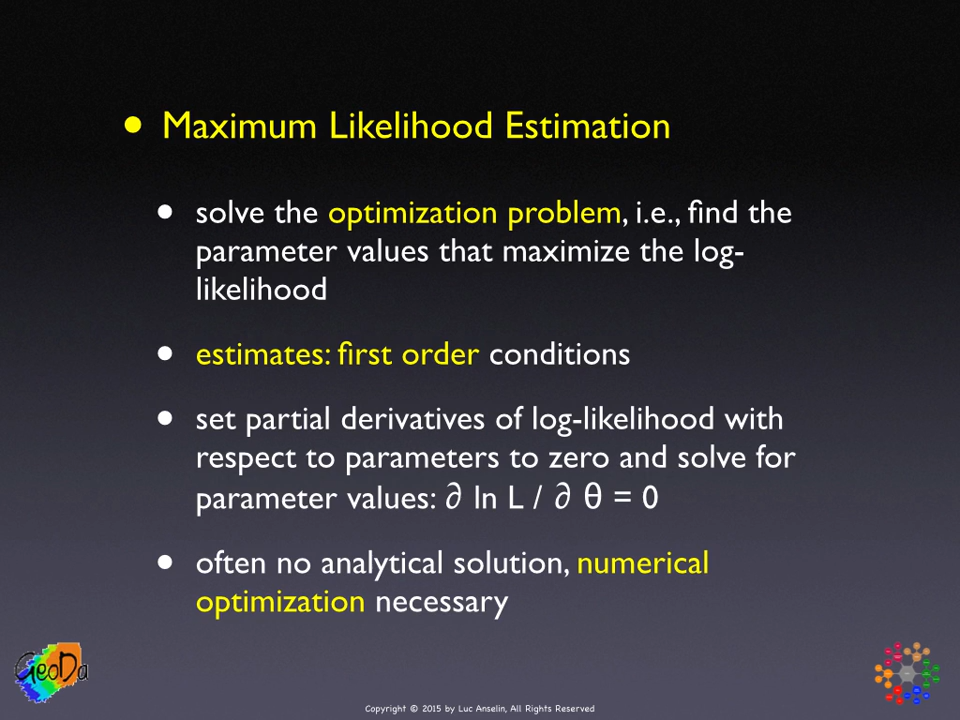 • Maximum Likelihood Estimation
• solve the optimization problem, i.e., find the
parameter values that maximize the log-
likelihood
• estimates: first order conditions
• set partial derivatives of log-likelihood with
respect to parameters to zero and solve for
parameter values: ∂ ln L / ∂ θ = 0
• often no analytical solution, numerical
optimization necessary
GeoDa
Copyright © 2015 by Luc Anselin, All Rights Reserved